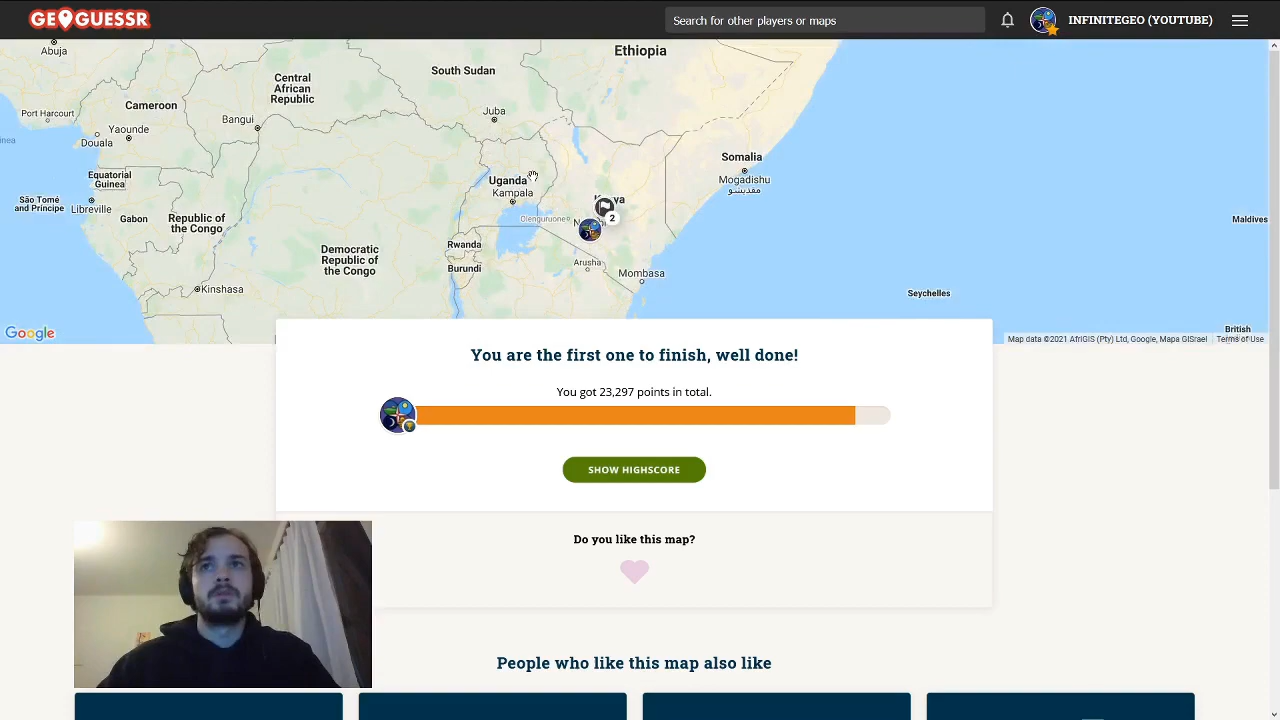 GEOGUESSR
Search for other players or maps
INFINITEGEO (YOUTUBE)
Abuja
Ethiopia
South Sudan
Central
African
Republic
Cameroon
Port Harcourt
Juba
Bangui
Yaounde
Douala
Somalia
Mogadishu
مقديشو
Equatorial
Guinea
Uganda
Kampala
São Tomé
and Príncipe
Libreville
Gabon
Republic of
the Congo
2
Olenguruone
Maldives
Rwanda
Democratic
Republic of
the Congo
Burundi
Arusha
Mombasa
Kinshasa
Seychelles
British
Google
Map data ©2021 AfriGIS (Pty) Ltd, Google, Mapa GISrael
Terms of Use
You are the first one to finish, well done!
You got 23,297 points in total.
SHOW HIGHSCORE
Do you like this map?
People who like this map also like